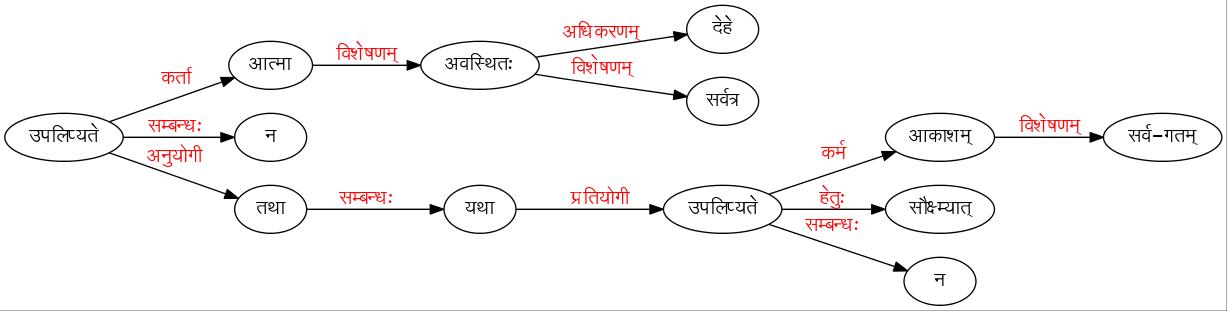 देहे
अधिकरणम्
विशेषणम्
आत्मा
अवस्थितः
विशेषणम्
कर्ता
सर्वत्र
उपलिप्यते
सम्बन्धः
न
आकाशम्
विशेषणम्
सर्व-गतम्
अनुयोगी
कर्म
तथा
सम्बन्धः
यथा
प्रतियोगी
उपलिप्यते
हेतुः
सौक्ष्म्यात्
सम्बन्धः
न